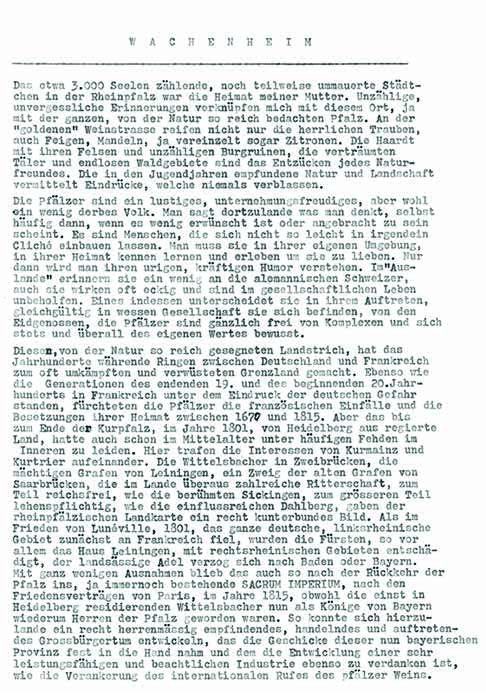 W A C H E N H E I M
Das etwa 3.000 Seelen zählende, noch teilweise ummauerte Städt-
chen in der Rheinpfalz war die Heimat meiner Mutter. Unzählige,
unvergessliche Erinnerungen verknüpfen mich mit diesem Ort, ja
mit der ganzen, von der Natur so reich bedachten Pfalz. An der
"goldenen" Weinstrasse reifen nicht nur die herrlichen Trauben,
auch Feigen, Mandeln, ja vereinzelt sogar Zitronen. Die Haardt
mit ihren Felsen und unzähligen Burgruinen, die verträumten
Täler und endlosen Waldgebiete sind das Entzücken jedes Natur-
freundes. Die in den Jugendjahren empfundene Natur und Landschaft
vermittelt Eindrücke, welche niemals verblassen.
Die Pfälzer sind ein lustiges, unternehmungsfreudiges, aber wohl
ein wenig derbes Volk. Man sagt dortzulande was man denkt, selbst
häufig dann, wenn es wenig erwünscht ist oder angebracht zu sein
scheint. Es sind Menschen, die sich nicht so leicht in irgendein
Cliché einbauen lassen. Man muss sie in ihrer eigenen Umgebung,
in ihrer Heimat kennen lernen und erleben um sie zu lieben. Nur
dann wird man ihren urigen, kräftigen Humor verstehen. Im"Aus-
lande" erinnern sie ein wenig an die alemannischen Schweizer,
auch sie wirken oft eckig und sind im gesellschaftlichen Leben
unbeholfen. Eines indessen unterscheidet sie in ihrem Auftreten,
gleichgültig in wessen Gesellschaft sie sich befinden, von den
Eidgenossen, die Pfälzer sind gänzlich frei von Komplexen und sich
stets und überall des eigenen Wertes bewusst.
Diesem,von der Natur so reich gesegneten Landstrich, hat das
Jahrhunderte währende Ringen zwischen Deutschland und Frankreich
zum oft umkämpften und verwüsteten Grenzland gemacht. Ebenso wie
die Generationen des endenden 19. und des beginnenden 20.Jahr-
hunderts in Frankreich unter dem Eindruck der deutschen Gefahr
standen, fürchteten die Pfälzer die französischen Einfälle und die
Besetzungen ihrer Heimat zwischen 1670 und 1815. Aber das bis
zum Ende der Kurpfalz, im Jahre 1801, von Heidelberg aus regierte
Land, hatte auch schon im Mittelalter unter häufigen Fehden im
Inneren zu leiden. Hier trafen die Interessen von Kurmainz und
Kurtrier aufeinander. Die Wittelsbacher in Zweibrücken, die
mächtigen Grafen von Leiningen, ein Zweig der alten Grafen von
Saarbrücken, die im Lande überaus zahlreiche Ritterschaft, zum
Teil reichsfrei, wie die berühmten Sickingen, zum grösseren Teil
lehenspflichtig, wie die einflussreichen Dahlberg, gaben der
rheinpfälzischen Landkarte ein recht kunterbundes Bild. Als im
Frieden von Lunéville, 1801, das ganze deutsche, linksrheinische
Gebiet zunächst an Frankreich fiel, wurden die Fürsten, so vor
allem das Haus Leiningen, mit rechtsrheinischen Gebieten entschä-
digt, der landsässige Adel verzog sich nach Baden oder Bayern.
Mit ganz wenigen Ausnahmen blieb das auch so nach der Rückkehr der
Pfalz ins, ja immernoch bestehende SACRUM IMPERIUM, nach den
Friedensverträgen von Paris, im Jahre 1815, obwohl die einst in
Heidelberg residierenden Wittelsbacher nun als Könige von Bayern
wiederum Herren der Pfalz geworden waren. So konnte sich hierzu-
lande ein recht herrenmässig empfindendes, handelndes und auftreten-
des Grossbürgertum entwickeln, das die Geschicke dieser nun bayerischen
Provinz fest in die Hand nahm und dem die Entwicklung einer sehr
leistungsfähigen und beachtlichen Industrie ebenso zu verdanken ist,
wie die Verankerung des internationalen Rufes des pfälzer Weins.